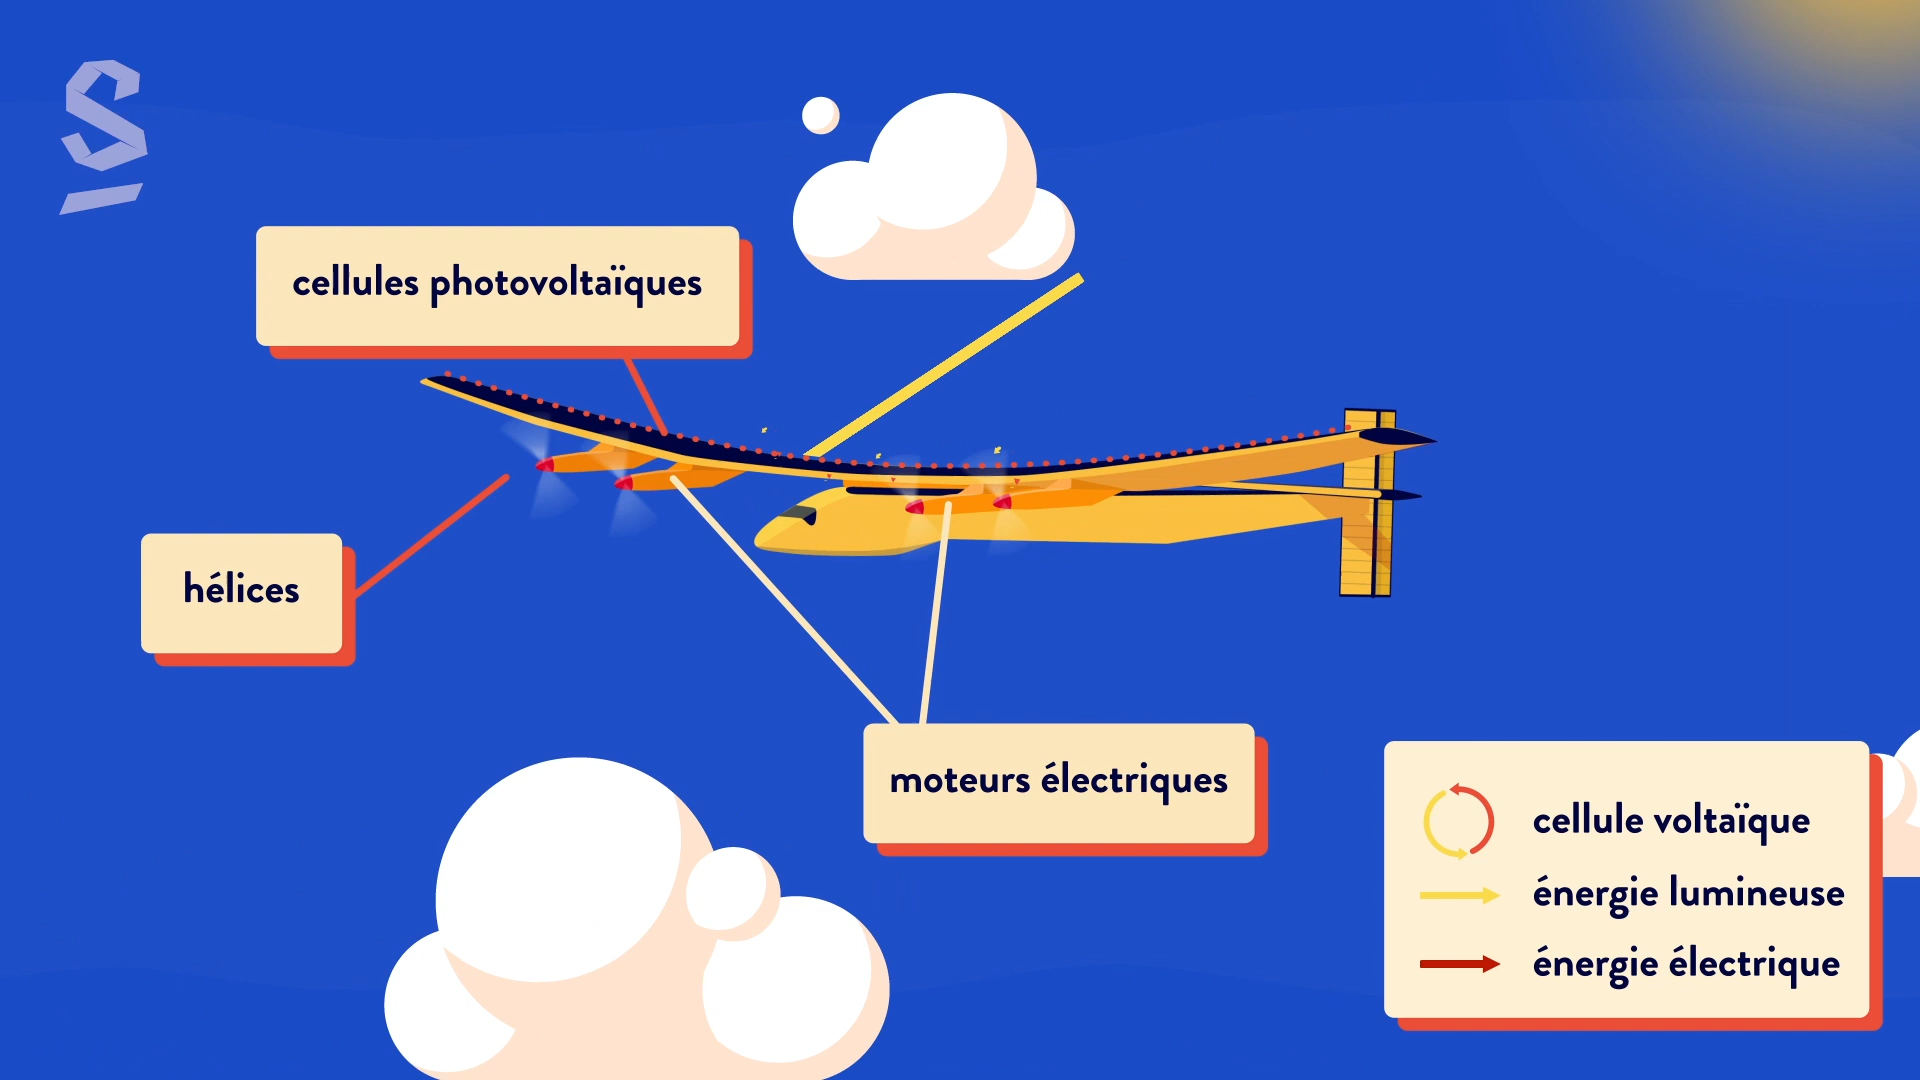 cellules photovoltaïques
hélices
moteurs électriques
cellule voltaïque
énergie lumineuse
énergie électrique